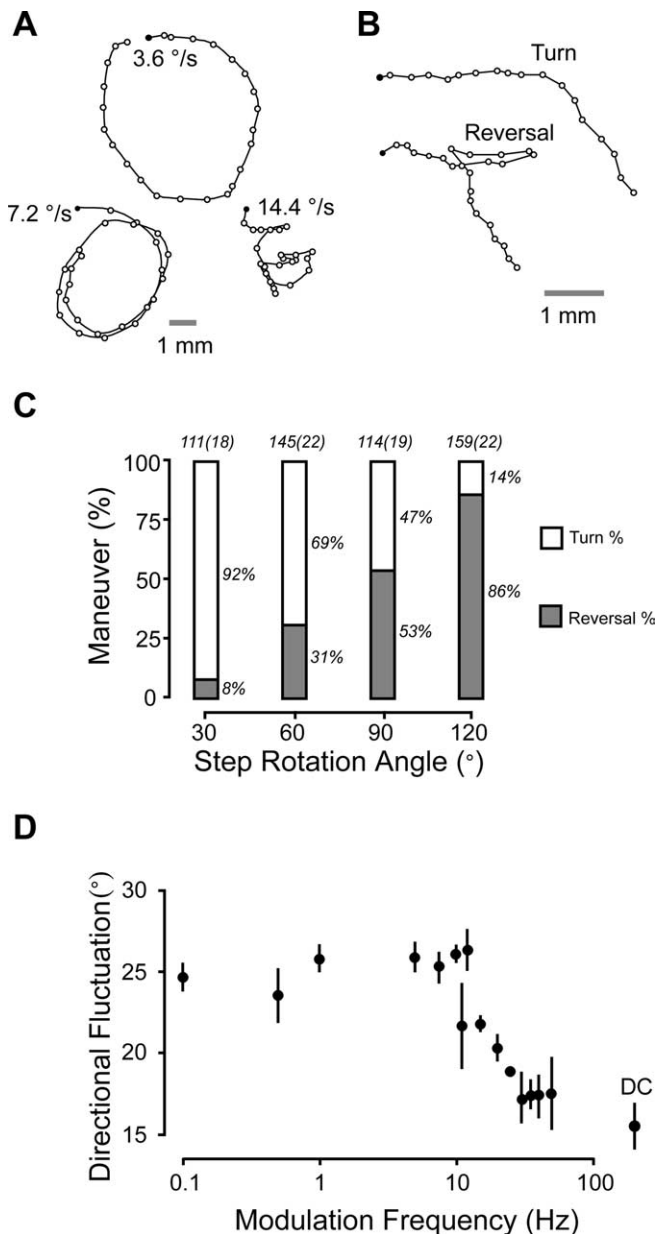 A
3.6 °/s
7.2 °/s
14.4 °/s
1 mm
B
Turn
Reversal
1 mm
C
111(18) 145(22) 114(19) 159(22)
Maneuver (%)
100
75
50
25
0
92%
8%
69%
31%
47%
53%
14%
86%
Turn %
Reversal %
30 60 90 120
Step Rotation Angle (°)
D
Directional Fluctuation(°)
30
25
20
15
DC
0.1 1 10 100
Modulation Frequency (Hz)